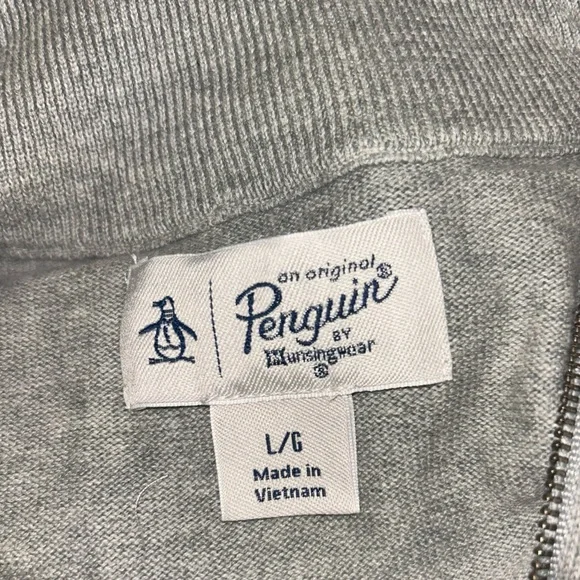 an original®
Penguin
BY
Munsingwear
®
L/G
Made in
Vietnam